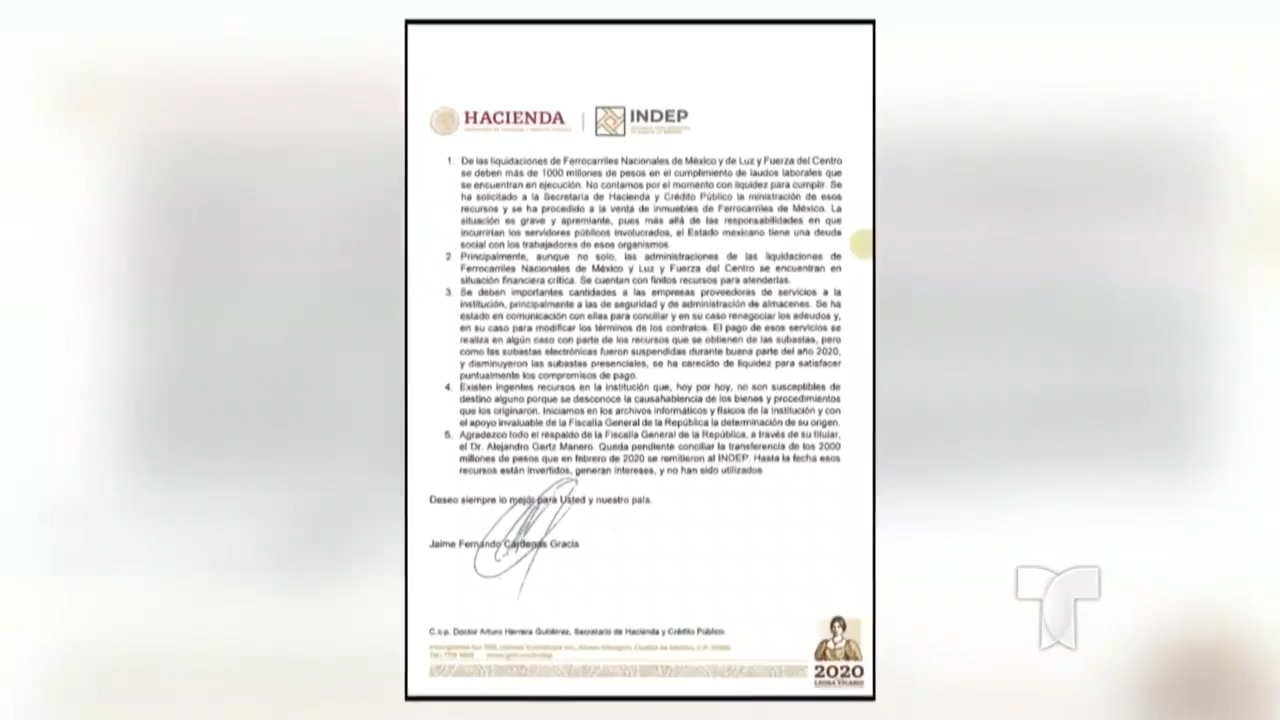 HACIENDA
INDEP
1. De las liquidaciones de Ferrocarriles Nacionales de México y de Luz y Fuerza del Centro
se deben más de 1000 millones de pesos en el cumplimiento de laudos laborales que
se encuentran en ejecución. No contamos por el momento con liquidez para cumplir. Se
ha solicitado a la Secretaría de Hacienda y Crédito Público la ministración de esos
recursos y se ha procedido a la venta de inmuebles de Ferrocarriles de México. La
situación es grave y apremiante, pues más allá de las responsabilidades en que
incurrirían los servidores públicos involucrados, el Estado mexicano tiene una deuda
social con los trabajadores de esos organismos.
2. Principalmente, aunque no solo, las administraciones de las liquidaciones de
Ferrocarriles Nacionales de México y Luz y Fuerza del Centro se encuentran en
situación financiera crítica. Se cuentan con finitos recursos para atenderlas.
3. Se deben importantes cantidades a las empresas proveedoras de servicios a la
institución, principalmente a las de seguridad y de administración de almacenes. Se ha
estado en comunicación con ellas para conciliar y en su caso renegociar los adeudos y,
en su caso para modificar los términos de los contratos. El pago de esos servicios se
realiza en algún caso con parte de los recursos que se obtienen de las subastas, pero
como las subastas electrónicas fueron suspendidas durante buena parte del año 2020,
y disminuyeron las subastas presenciales, se ha carecido de liquidez para satisfacer
puntualmente los compromisos de pago.
4. Existen ingentes recursos en la institución que, hoy por hoy, no son susceptibles de
destino alguno porque se desconoce la causahabiencia de los bienes y procedimientos
que los originaron. Iniciamos en los archivos informáticos y físicos de la Institución y con
el apoyo invaluable de la Fiscalía General de la República la determinación de su origen.
5. Agradezco todo el respaldo de la Fiscalía General de la República, a través de su titular,
el Dr. Alejandro Gertz Manero. Queda pendiente conciliar la transferencia de los 2000
millones de pesos que en febrero de 2020 se remitieron al INDEP. Hasta la fecha esos
recursos están invertidos, generan intereses, y no han sido utilizados
Deseo siempre lo mejor para Usted y nuestro país.
Jaime Fernando Cárdenas Gracia
C.c.p. Doctor Arturo Herrera Gutiérrez, Secretario de Hacienda y Crédito Público.
2020
LEONA VICARIO